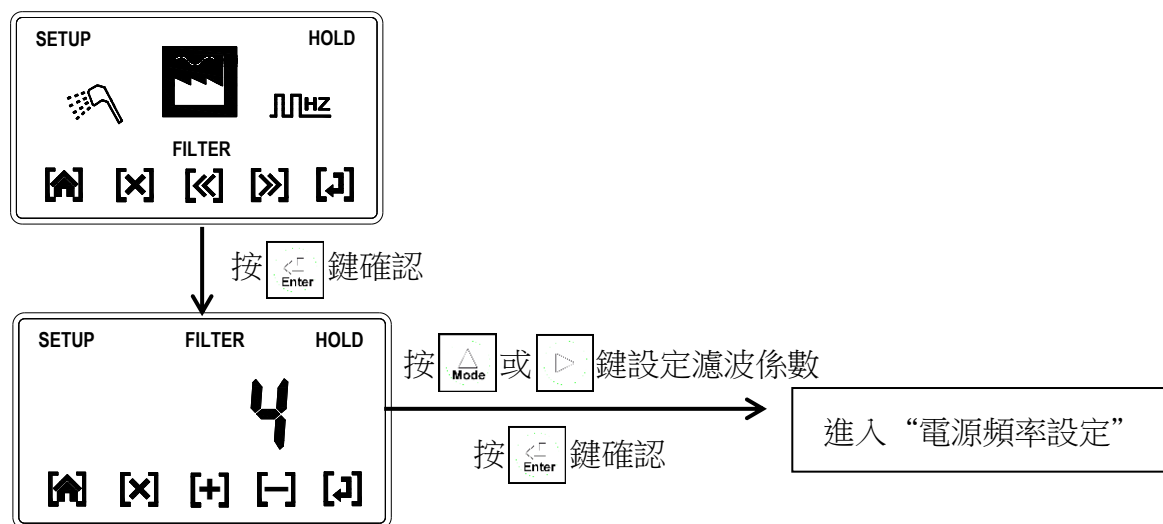 SETUP HOLD
HZ
FILTER
按 Enter 鍵確認
SETUP FILTER HOLD
4
按 Mode 或 鍵設定濾波係數
按 Enter 鍵確認
進入“電源頻率設定”